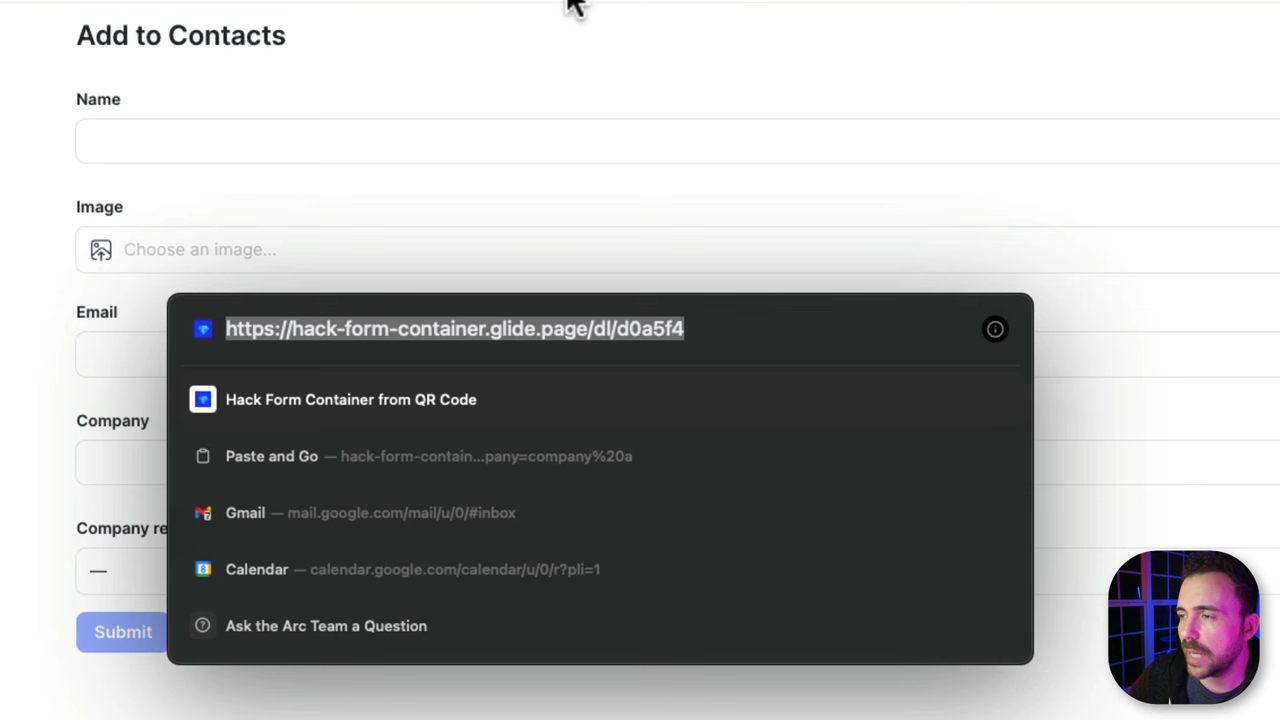 Add to Contacts
Name
Image
Choose an image...
Email
https://hack-form-container.glide.page/dl/d0a5f4
Hack Form Container from QR Code
Company
Paste and Go — hack-form-contain...pany=company%20a
Gmail — mail.google.com/mail/u/0/#inbox
Company re
Calendar — calendar.google.com/calendar/u/0/r?pli=1
—
Submit
Ask the Arc Team a Question